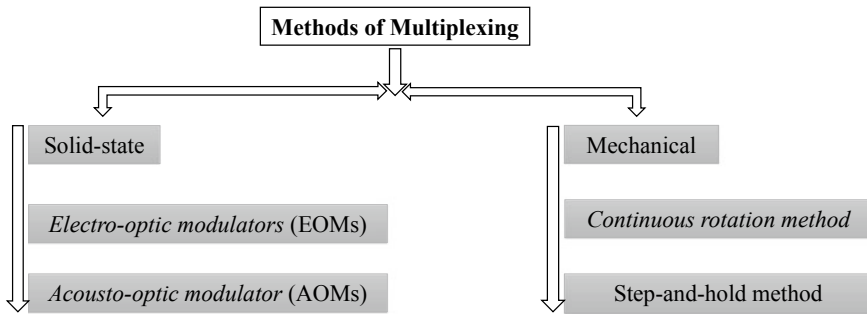 Methods of Multiplexing
Solid-state
Electro-optic modulators (EOMs)
Acousto-optic modulator (AOMs)
Mechanical
Continuous rotation method
Step-and-hold method